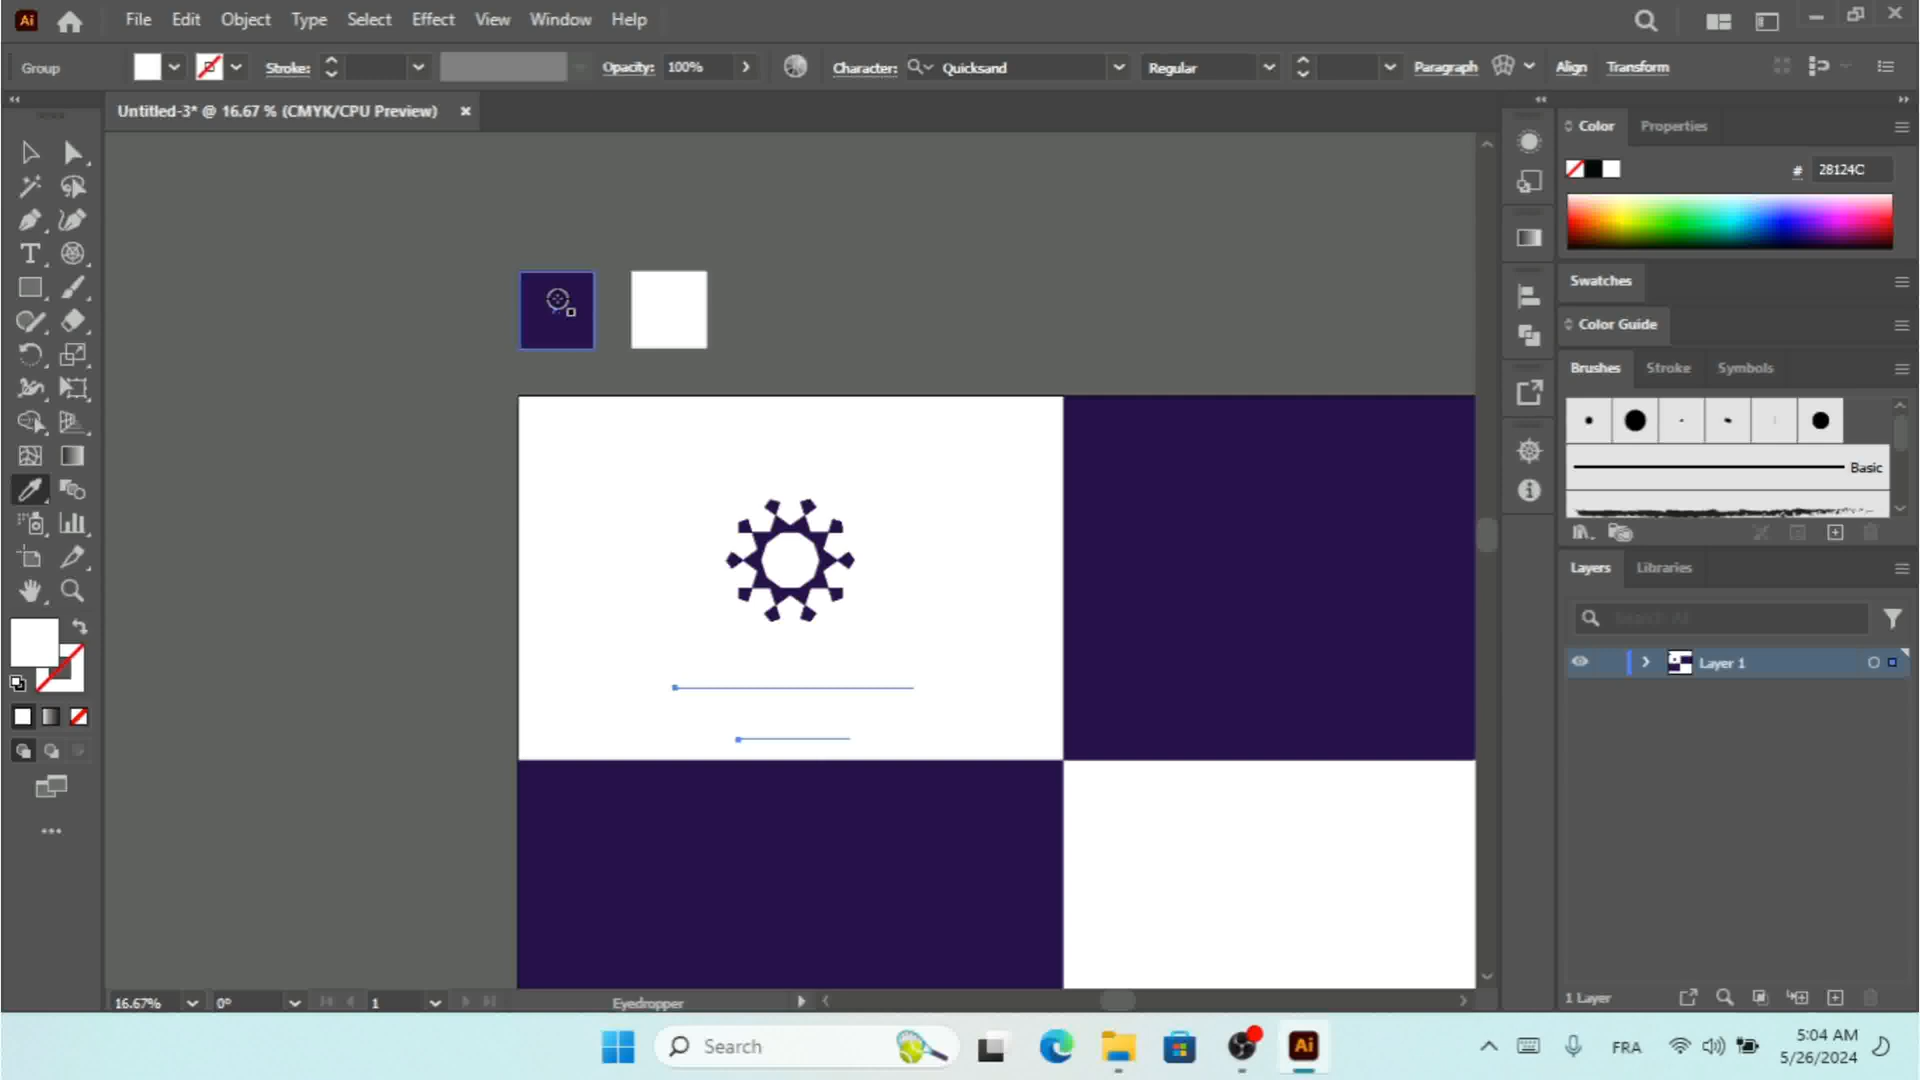 Ai
File Edit Object Type Select Effect View Window Help
Group
Stroke:
Opacity: 100%
Character: Quicksand
Regular
Paragraph
Align
Transform
Untitled-3* @ 16.67 % (CMYK/CPU Preview)
Color Properties
# 28124C
Swatches
Color Guide
Brushes Stroke Symbols
Basic
Layers Libraries
Search All
Layer 1
1 Layer
16.67% 0° 1 Eyedropper
Search
Ai
FRA
5:04 AM
5/26/2024